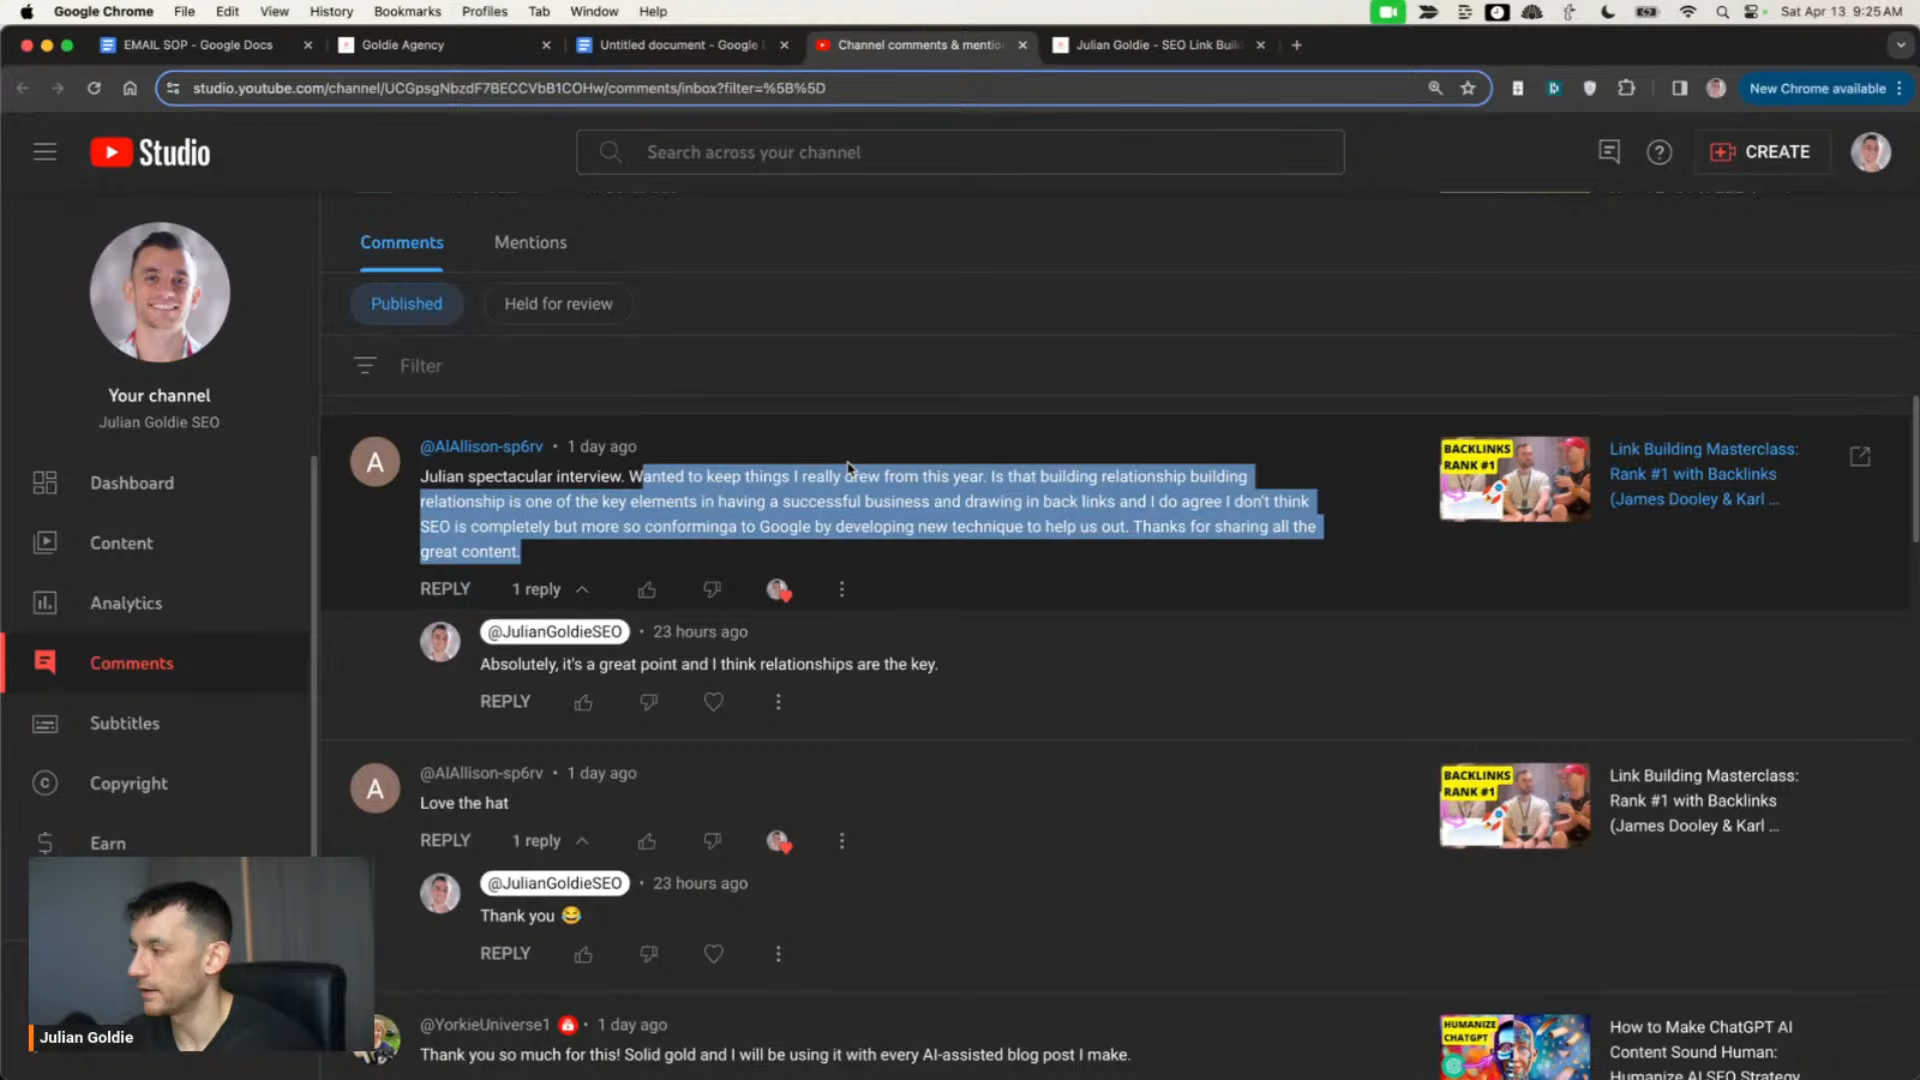 Google Chrome File Edit View History Bookmarks Profiles Tab Window Help Sat Apr 13 9:25 AM
EMAIL SOP - Google Docs Goldie Agency Untitled document - Google Channel comments & mentio Julian Goldie - SEO Link Buil
studio.youtube.com/channel/UCGpsgNbzdF7BECCVbB1COHw/comments/inbox?filter=%5B%5D New Chrome available
Studio Search across your channel CREATE
Comments Mentions
Published Held for review
Filter
Your channel
Julian Goldie SEO
Dashboard
Content
Analytics
Comments
Subtitles
Copyright
Earn
A @AlAllison-sp6rv • 1 day ago
Julian spectacular interview. Wanted to keep things I really drew from this year. Is that building relationship building
relationship is one of the key elements in having a successful business and drawing in back links and I do agree I don't think
SEO is completely but more so conforminga to Google by developing new technique to help us out. Thanks for sharing all the
great content.
REPLY 1 reply
BACKLINKS
RANK #1
Link Building Masterclass:
Rank #1 with Backlinks
(James Dooley & Karl ...
@JulianGoldieSEO • 23 hours ago
Absolutely, it's a great point and I think relationships are the key.
REPLY
A @AlAllison-sp6rv • 1 day ago
Love the hat
REPLY 1 reply
BACKLINKS
RANK #1
Link Building Masterclass:
Rank #1 with Backlinks
(James Dooley & Karl ...
@JulianGoldieSEO • 23 hours ago
Thank you
REPLY
@YorkieUniverse1 • 1 day ago
Thank you so much for this! Solid gold and I will be using it with every AI-assisted blog post I make.
HUMANIZE
CHATGPT
How to Make ChatGPT AI
Content Sound Human:
Humanize AI SEO Strategy
Julian Goldie